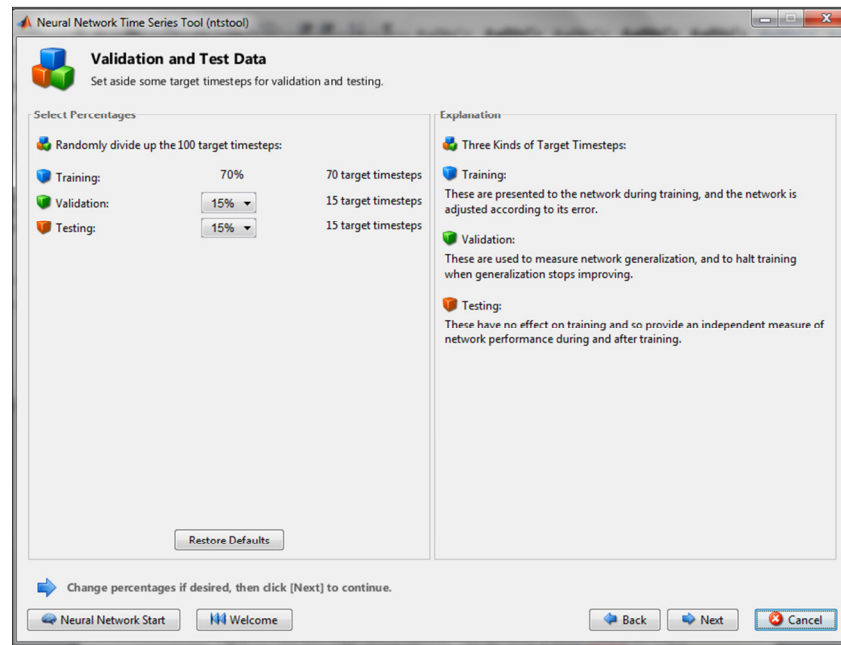 Neural Network Time Series Tool (ntstool)
Validation and Test Data
Set aside some target timesteps for validation and testing.
Select Percentages
Randomly divide up the 100 target timesteps:
Training: 70% 70 target timesteps
Validation: 15% 15 target timesteps
Testing: 15% 15 target timesteps
Restore Defaults
Explanation
Three Kinds of Target Timesteps:
Training:
These are presented to the network during training, and the network is
adjusted according to its error.
Validation:
These are used to measure network generalization, and to halt training
when generalization stops improving.
Testing:
These have no effect on training and so provide an independent measure of
network performance during and after training.
Change percentages if desired, then click [Next] to continue.
Neural Network Start Welcome Back Next Cancel